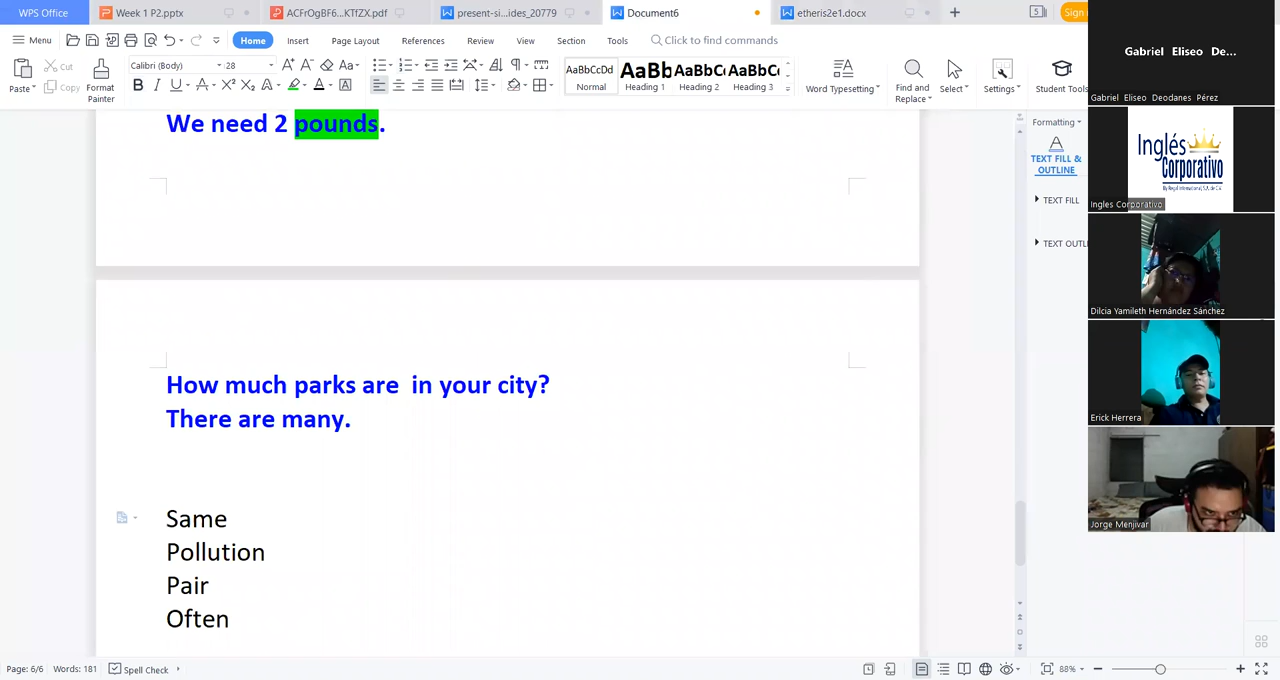 WPS Office
Week 1 P2.pptx
ACFrOgBF6...KTfZX.pdf
present-si...ides_20779
Document6
etheris2e1.docx
Sign
Menu
Home
Insert
Page Layout
References
Review
View
Section
Tools
Click to find commands
Paste
Cut
Copy
Format
Painter
Calibri (Body)
28
AaBbCcDd
Normal
AaBb
Heading 1
AaBbCc
Heading 2
AaBbC
Heading 3
Word Typesetting
Find and
Replace
Select
Settings
Student Tools
We need 2 pounds.
How much parks are in your city?
There are many.
Same
Pollution
Pair
Often
Formatting
TEXT FILL &
OUTLINE
TEXT FILL
TEXT OUTL
Gabriel Eliseo De...
Gabriel Eliseo Deodanes Pérez
Inglés
Corporativo
Ingles Corporativo
Dilcia Yamileth Hernández Sánchez
Erick Herrera
Jorge Menjivar
Page: 6/6
Words: 181
Spell Check
88%